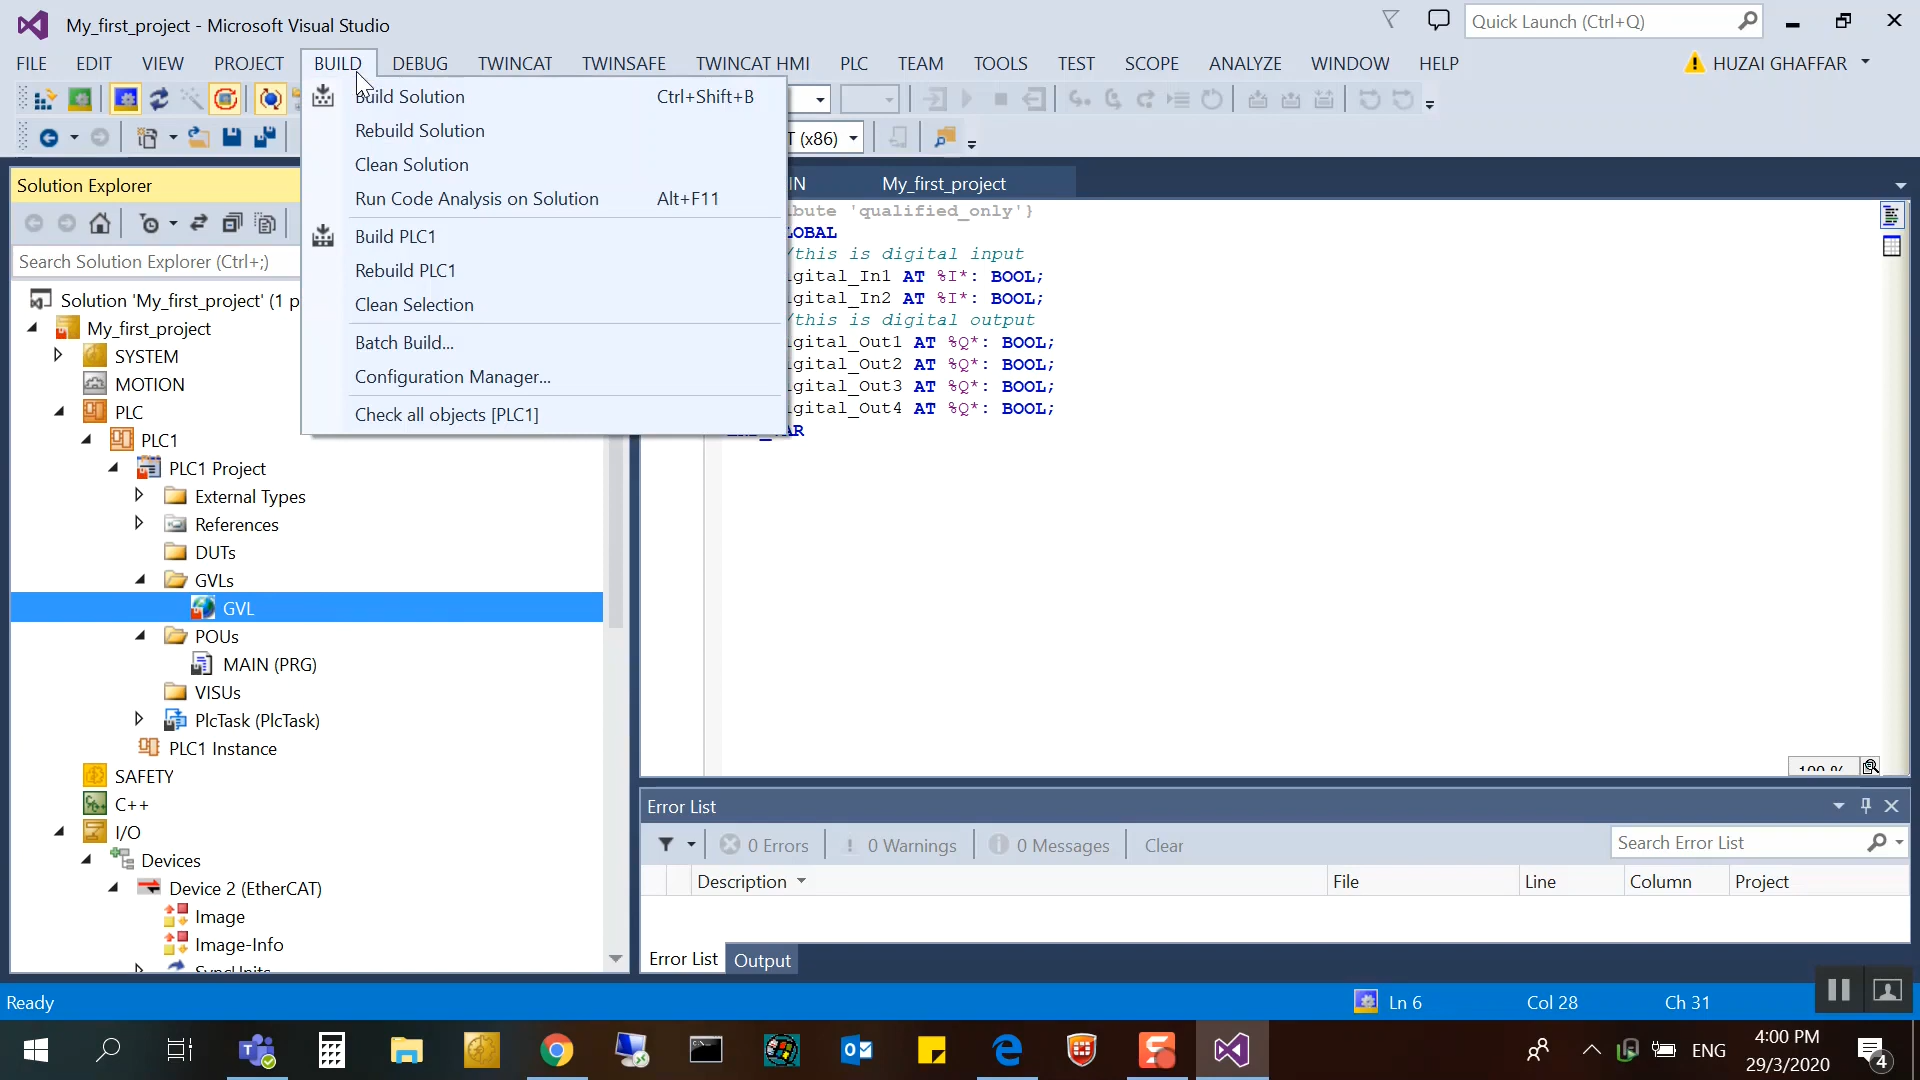 My_first_project - Microsoft Visual Studio
Quick Launch (Ctrl+Q)
FILE EDIT VIEW PROJECT BUILD DEBUG TWINCAT TWINSAFE TWINCAT HMI PLC TEAM TOOLS TEST SCOPE ANALYZE WINDOW HELP HUZAI GHAFFAR
Build Solution Ctrl+Shift+B
Rebuild Solution
Clean Solution
Run Code Analysis on Solution Alt+F11
Build PLC1
Rebuild PLC1
Clean Selection
Batch Build...
Configuration Manager...
Check all objects [PLC1]
(x86)
Solution Explorer
Search Solution Explorer (Ctrl+;)
Solution 'My_first_project' (1 p
My_first_project
SYSTEM
MOTION
PLC
PLC1
PLC1 Project
External Types
References
DUTs
GVLs
GVL
POUs
MAIN (PRG)
VISUs
PlcTask (PlcTask)
PLC1 Instance
SAFETY
C++
I/O
Devices
Device 2 (EtherCAT)
Image
Image-Info
SyncUnits
IN My_first_project
bute 'qualified_only'}
LOBAL
/this is digital input
igital_In1 AT %I*: BOOL;
igital_In2 AT %I*: BOOL;
/this is digital output
igital_Out1 AT %Q*: BOOL;
igital_Out2 AT %Q*: BOOL;
igital_Out3 AT %Q*: BOOL;
igital_Out4 AT %Q*: BOOL;
END_VAR
100 %
Error List
0 Errors 0 Warnings 0 Messages Clear
Search Error List
Description File Line Column Project
Error List Output
Ready Ln 6 Col 28 Ch 31
ENG
4:00 PM
29/3/2020
4